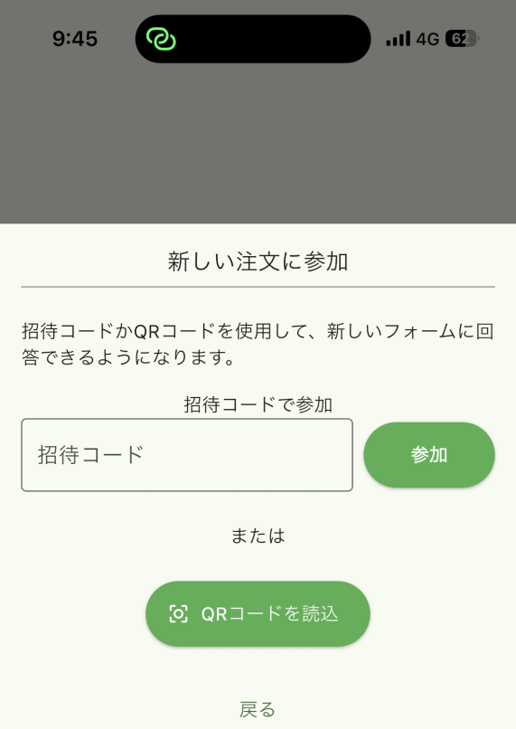 9:45
4G
62
新しい注文に参加
招待コードかQRコードを使用して、新しいフォームに回
答できるようになります。
招待コードで参加
招待コード
参加
または
QRコードを読込
戻る